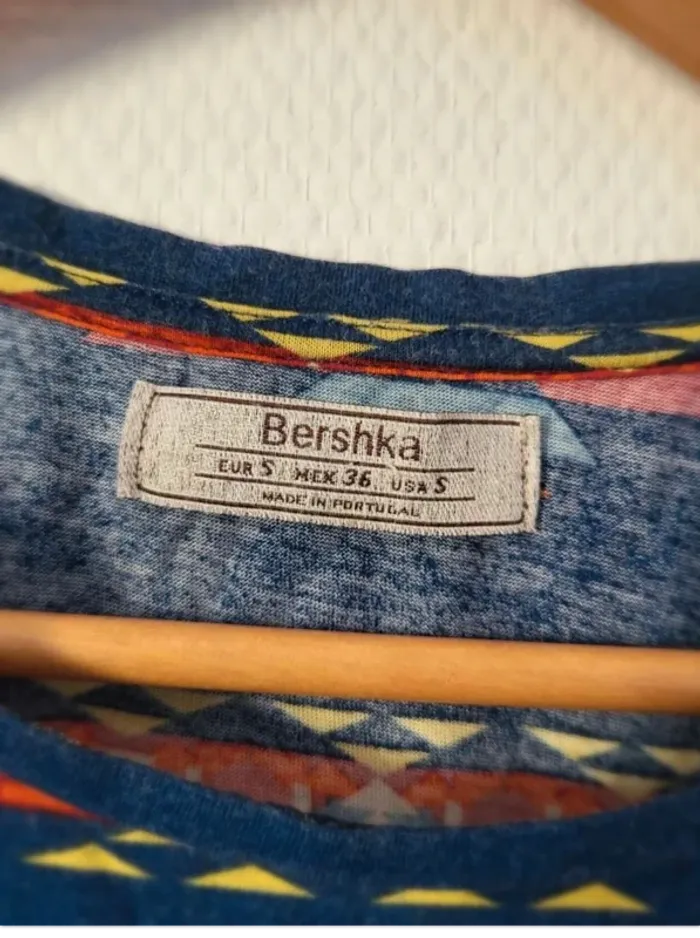 Bershka
EUR S MEX 36 USA S
MADE IN PORTUGAL